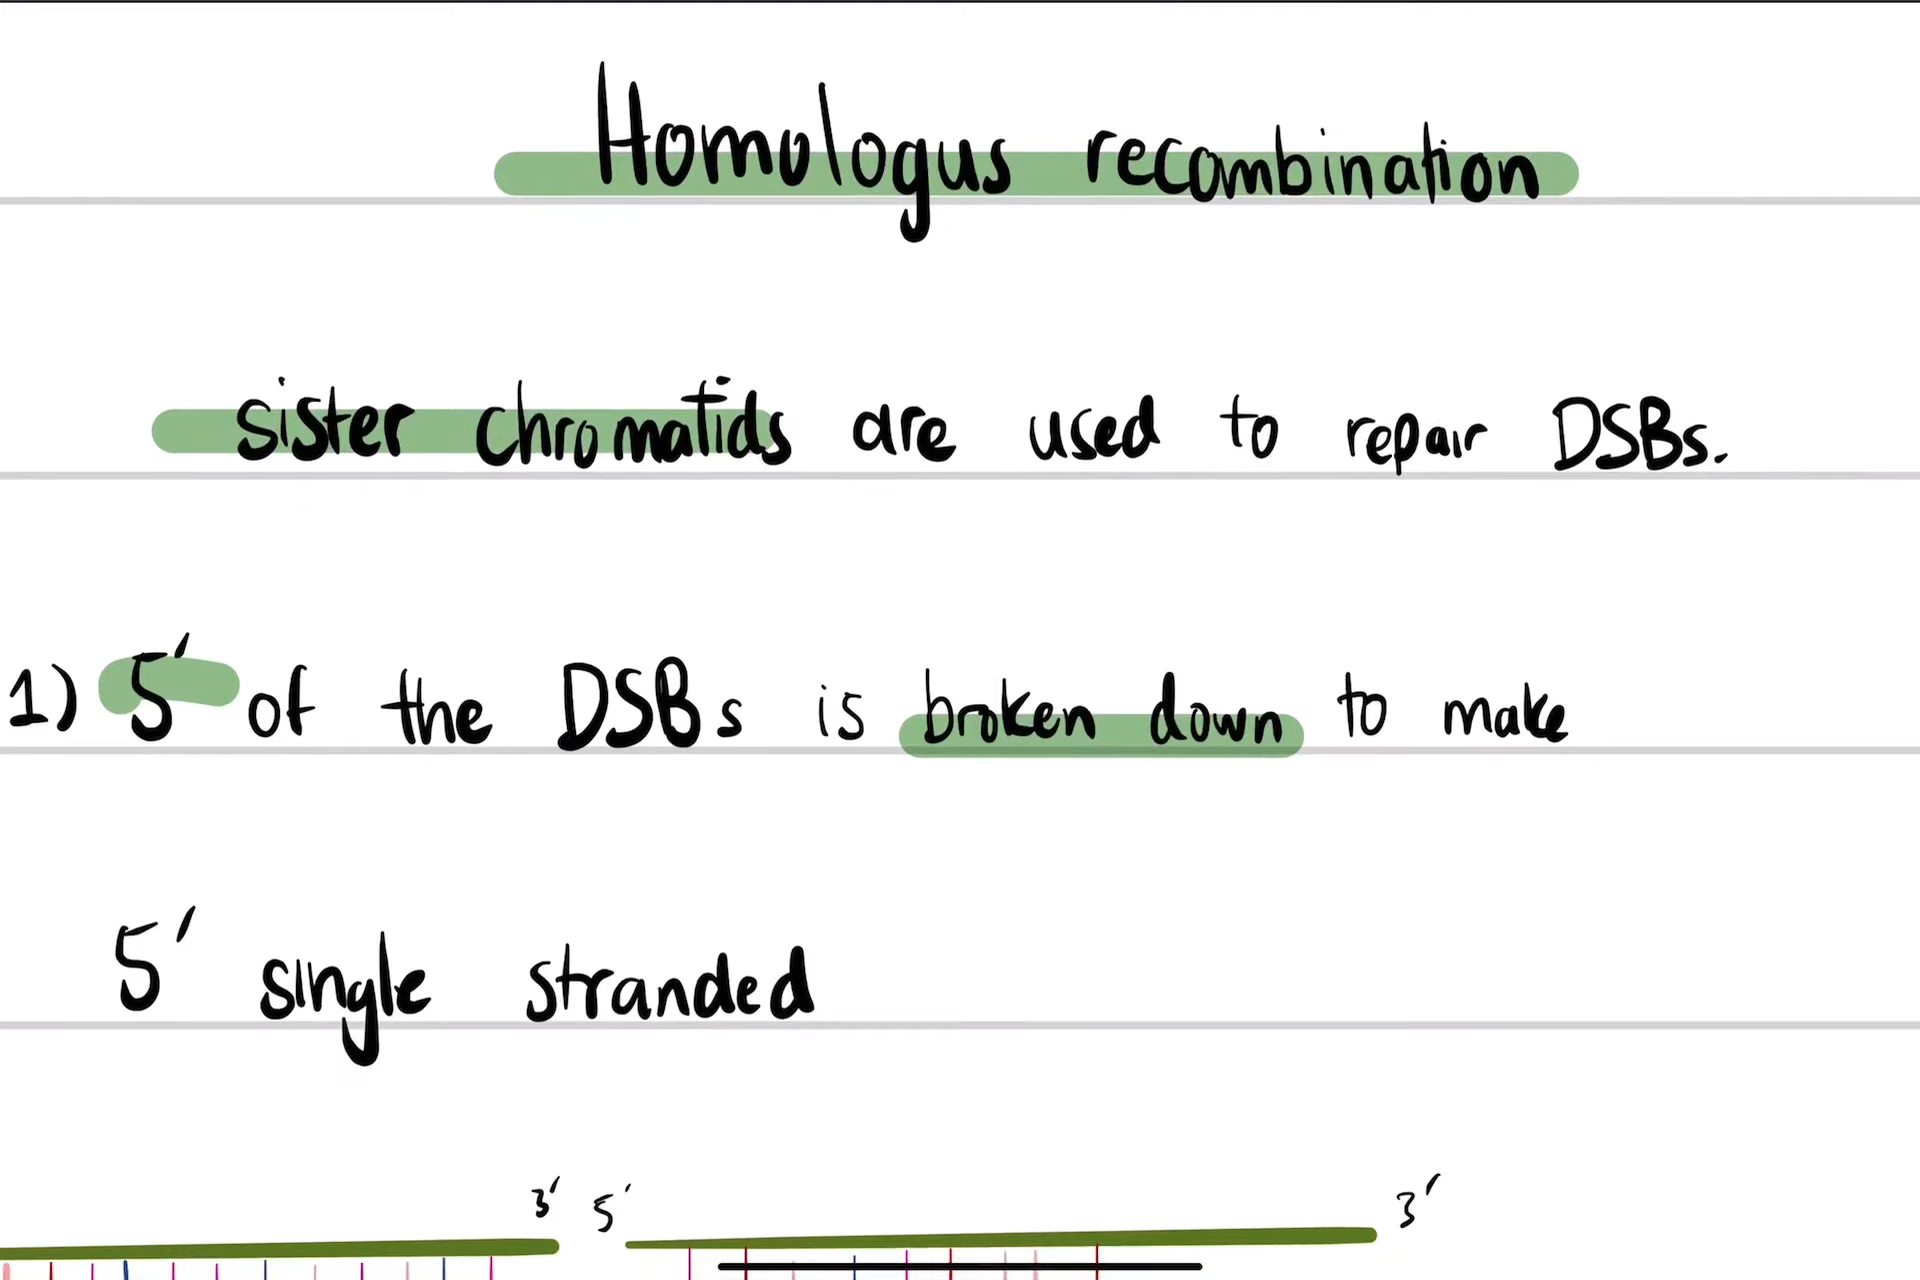 Homologus recombination
sister chromatids are used to repair DSBs.
1) 5' of the DSBs is broken down to make
5' single stranded
3' 5' 3'